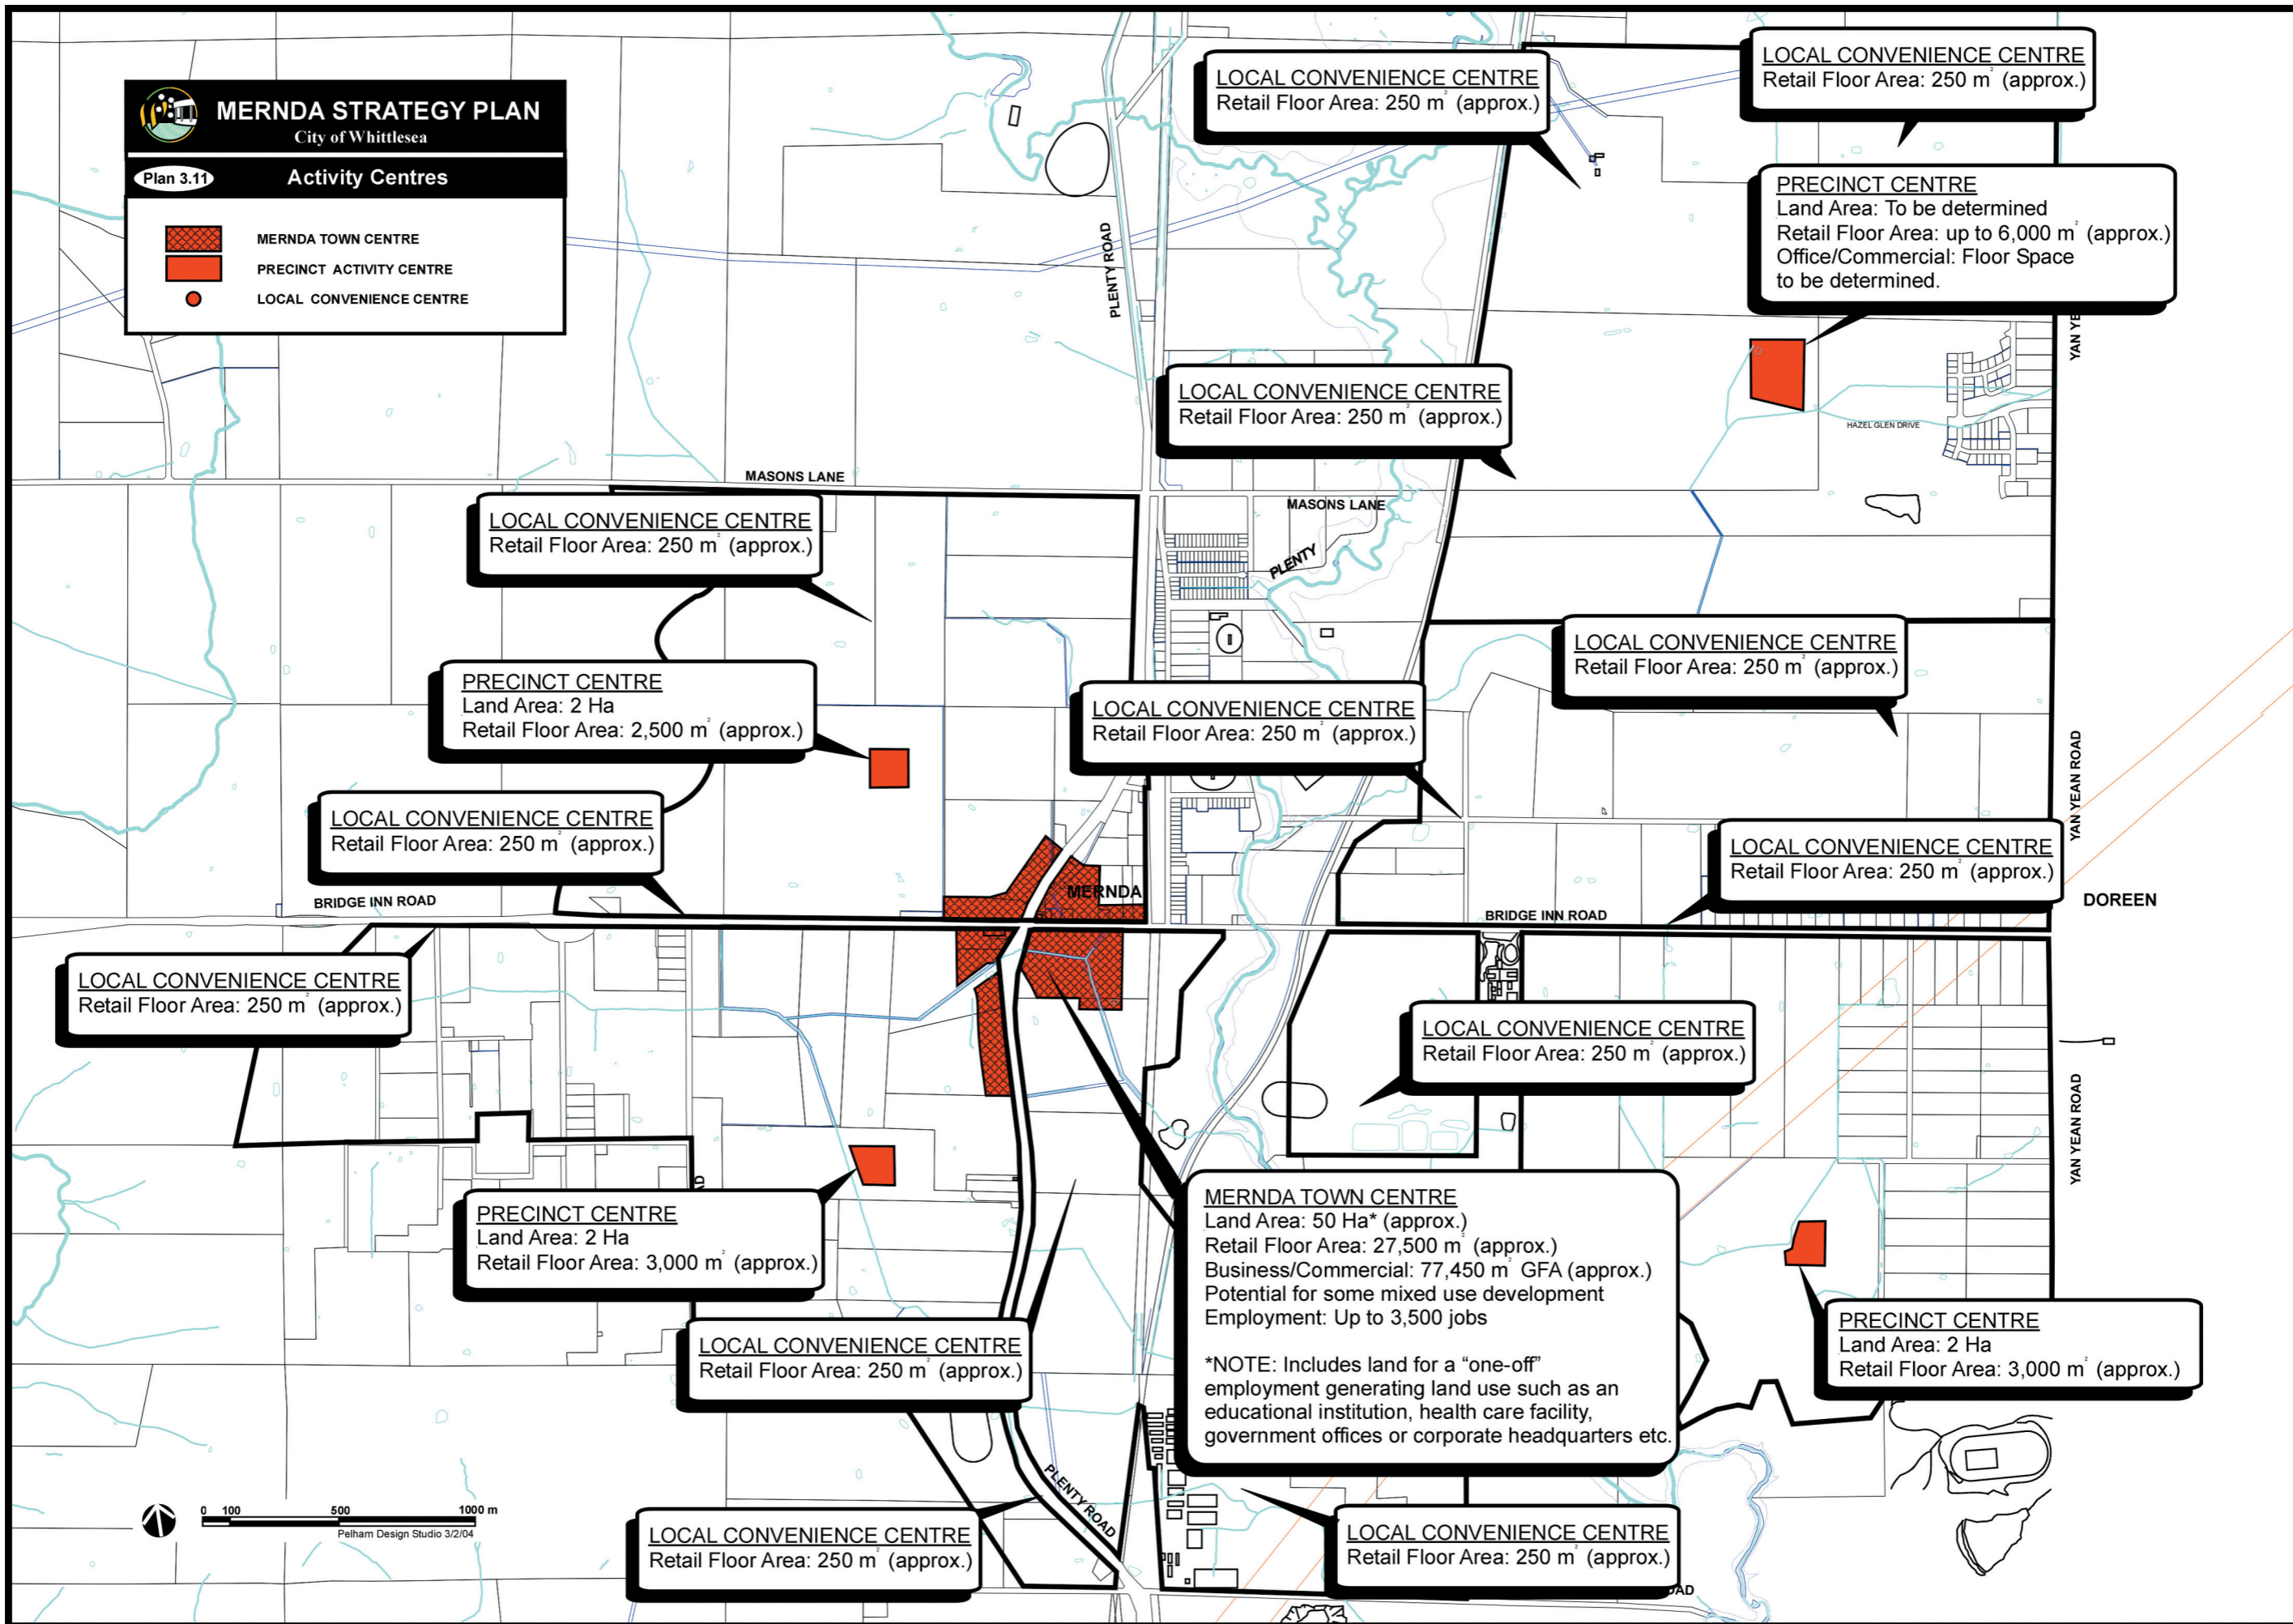 MERNDA STRATEGY PLAN
City of Whittlesea
Plan 3.11
Activity Centres
MERNDA TOWN CENTRE
PRECINCT ACTIVITY CENTRE
LOCAL CONVENIENCE CENTRE
LOCAL CONVENIENCE CENTRE
Retail Floor Area: 250 m² (approx.)
LOCAL CONVENIENCE CENTRE
Retail Floor Area: 250 m² (approx.)
PRECINCT CENTRE
Land Area: To be determined
Retail Floor Area: up to 6,000 m² (approx.)
Office/Commercial: Floor Space
to be determined.
PLENTY ROAD
YAN YE
HAZEL GLEN DRIVE
LOCAL CONVENIENCE CENTRE
Retail Floor Area: 250 m² (approx.)
MASONS LANE
MASONS LANE
LOCAL CONVENIENCE CENTRE
Retail Floor Area: 250 m² (approx.)
PLENTY
LOCAL CONVENIENCE CENTRE
Retail Floor Area: 250 m² (approx.)
PRECINCT CENTRE
Land Area: 2 Ha
Retail Floor Area: 2,500 m² (approx.)
LOCAL CONVENIENCE CENTRE
Retail Floor Area: 250 m² (approx.)
YAN YEAN ROAD
LOCAL CONVENIENCE CENTRE
Retail Floor Area: 250 m² (approx.)
LOCAL CONVENIENCE CENTRE
Retail Floor Area: 250 m² (approx.)
MERNDA
DOREEN
BRIDGE INN ROAD
BRIDGE INN ROAD
LOCAL CONVENIENCE CENTRE
Retail Floor Area: 250 m² (approx.)
LOCAL CONVENIENCE CENTRE
Retail Floor Area: 250 m² (approx.)
YAN YEAN ROAD
AD
PRECINCT CENTRE
Land Area: 2 Ha
Retail Floor Area: 3,000 m² (approx.)
MERNDA TOWN CENTRE
Land Area: 50 Ha* (approx.)
Retail Floor Area: 27,500 m² (approx.)
Business/Commercial: 77,450 m² GFA (approx.)
Potential for some mixed use development
Employment: Up to 3,500 jobs
*NOTE: Includes land for a “one-off”
employment generating land use such as an
educational institution, health care facility,
government offices or corporate headquarters etc.
PRECINCT CENTRE
Land Area: 2 Ha
Retail Floor Area: 3,000 m² (approx.)
LOCAL CONVENIENCE CENTRE
Retail Floor Area: 250 m² (approx.)
PLENTY ROAD
0 100 500 1000 m
Pelham Design Studio 3/2/04
LOCAL CONVENIENCE CENTRE
Retail Floor Area: 250 m² (approx.)
LOCAL CONVENIENCE CENTRE
Retail Floor Area: 250 m² (approx.)
OAD